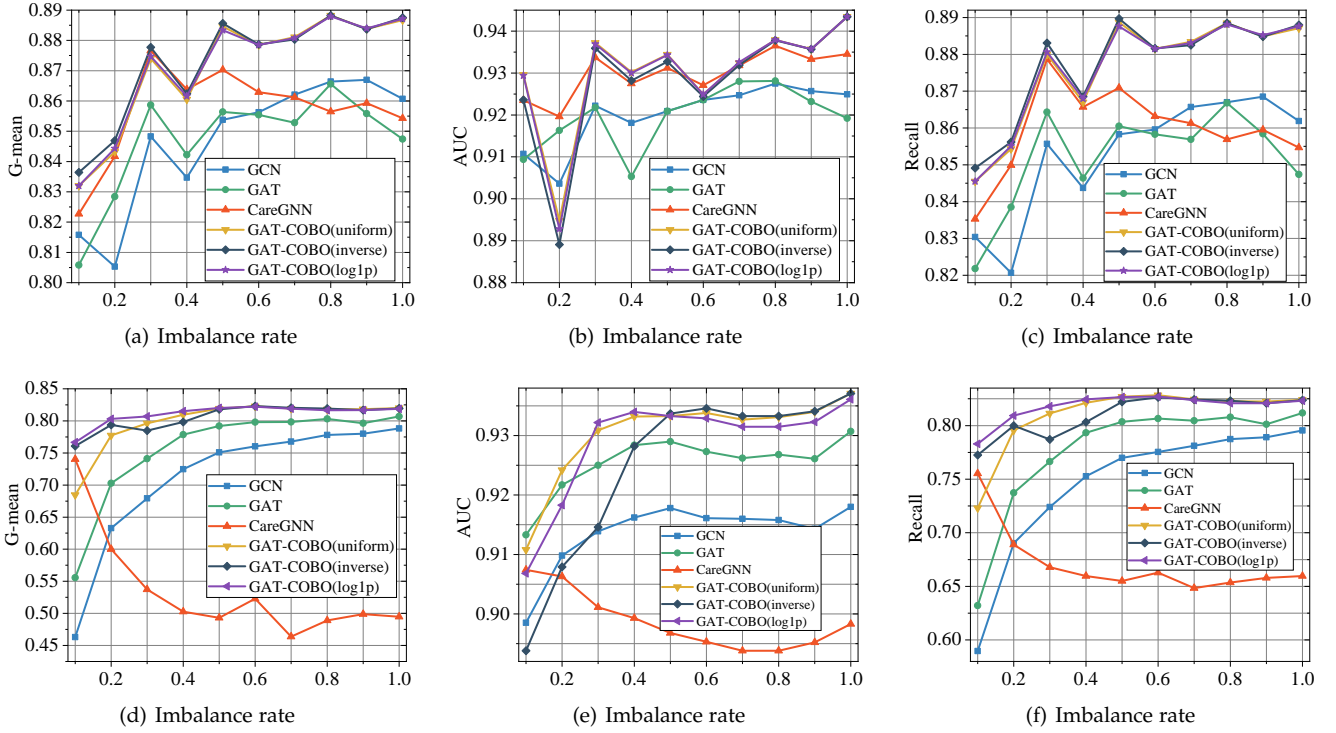 0.89
0.88
0.87
0.86
0.85
0.84
0.83
0.82
0.81
0.80
G-mean
GCN
GAT
CareGNN
GAT-COBO(uniform)
GAT-COBO(inverse)
GAT-COBO(log1p)
0.2 0.4 0.6 0.8 1.0
(a) Imbalance rate
0.94
0.93
0.92
0.91
0.90
0.89
0.88
AUC
GCN
GAT
CareGNN
GAT-COBO(uniform)
GAT-COBO(inverse)
GAT-COBO(log1p)
0.2 0.4 0.6 0.8 1.0
(b) Imbalance rate
0.89
0.88
0.87
0.86
0.85
0.84
0.83
0.82
Recall
GCN
GAT
CareGNN
GAT-COBO(uniform)
GAT-COBO(inverse)
GAT-COBO(log1p)
0.2 0.4 0.6 0.8 1.0
(c) Imbalance rate
0.85
0.80
0.75
0.70
0.65
0.60
0.55
0.50
0.45
G-mean
GCN
GAT
CareGNN
GAT-COBO(uniform)
GAT-COBO(inverse)
GAT-COBO(log1p)
0.2 0.4 0.6 0.8 1.0
(d) Imbalance rate
0.93
0.92
0.91
0.90
AUC
GCN
GAT
CareGNN
GAT-COBO(uniform)
GAT-COBO(inverse)
GAT-COBO(log1p)
0.2 0.4 0.6 0.8 1.0
(e) Imbalance rate
0.80
0.75
0.70
0.65
0.60
Recall
GCN
GAT
CareGNN
GAT-COBO(uniform)
GAT-COBO(inverse)
GAT-COBO(log1p)
0.2 0.4 0.6 0.8 1.0
(f) Imbalance rate